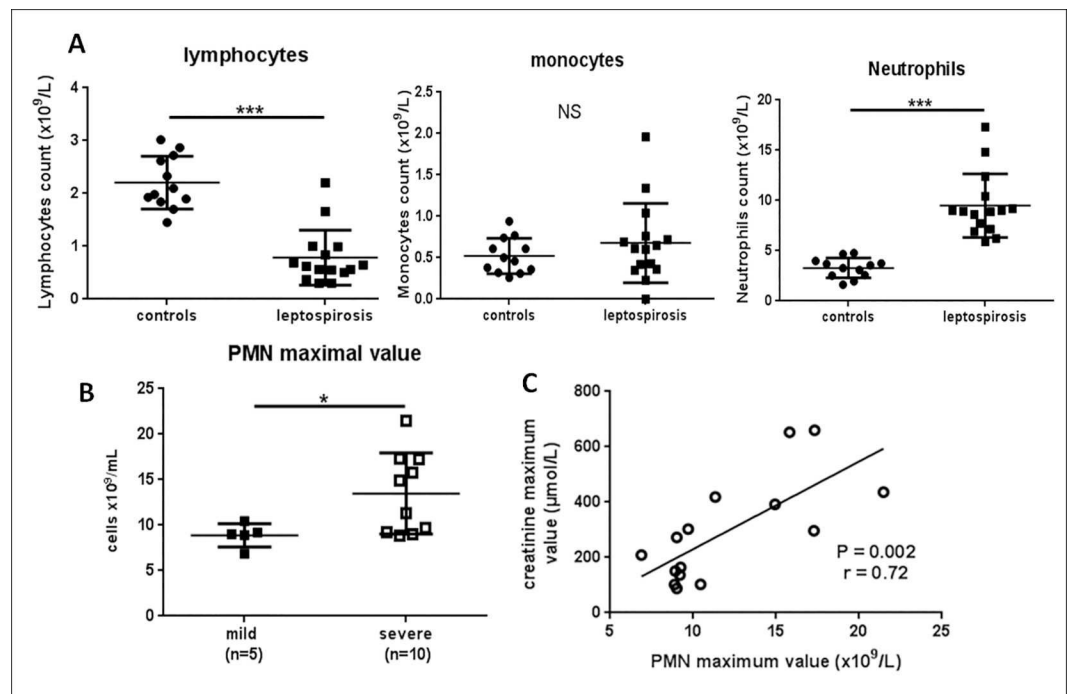 A
lymphocytes
Lymphocytes count (x10⁹/L)
4
3
2
1
0
***
controls
leptospirosis
monocytes
Monocytes count (x10⁹/L)
2.5
2.0
1.5
1.0
0.5
0.0
NS
controls
leptospirosis
Neutrophils
Neutrophils count (x10⁹/L)
20
15
10
5
0
***
controls
leptospirosis
B
PMN maximal value
cells x10⁹/mL
25
20
15
10
5
0
*
mild
(n=5)
severe
(n=10)
C
creatinine maximum
value (µmol/L)
800
600
400
200
0
P = 0.002
r = 0.72
5
10
15
20
25
PMN maximum value (x10⁹/L)